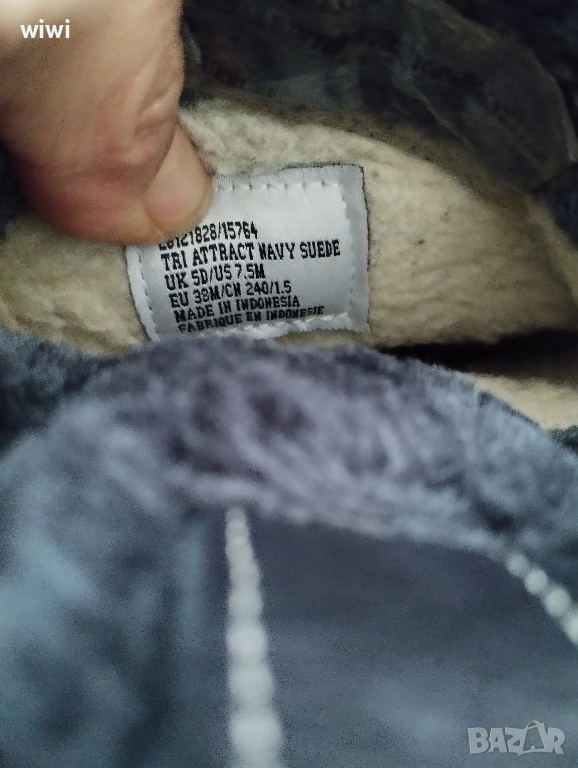 wiwi
26121828/15764
TRI ATTRACT NAVY SUEDE
UK 5D/US 7.5M
EU 38M/CN 240/1.5
MADE IN INDONESIA
FABRIQUE EN INDONESIE
BAZAR